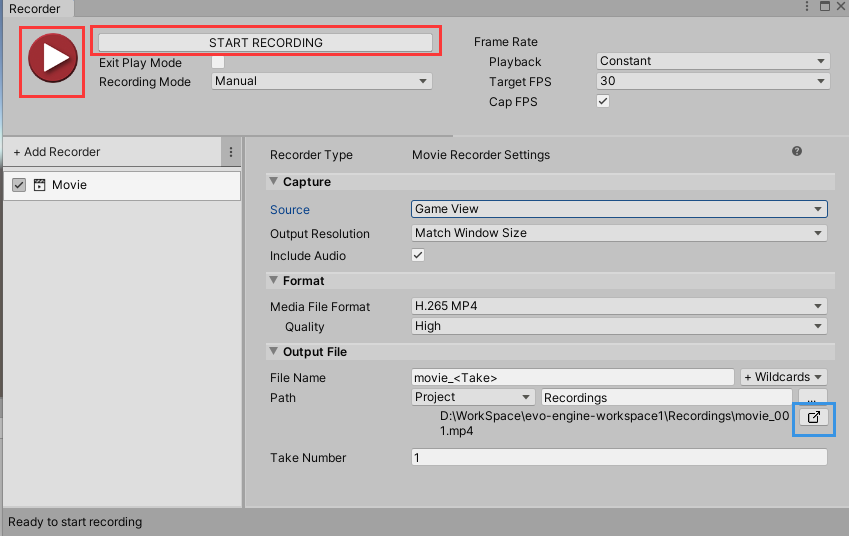 Recorder
START RECORDING
Exit Play Mode
Recording Mode Manual
Frame Rate
Playback Constant
Target FPS 30
Cap FPS
+ Add Recorder
Movie
Recorder Type Movie Recorder Settings
Capture
Source Game View
Output Resolution Match Window Size
Include Audio
Format
Media File Format H.265 MP4
Quality High
Output File
File Name movie_<Take> + Wildcards
Path Project Recordings ...
D:\WorkSpace\evo-engine-workspace1\Recordings\movie_00
1.mp4
Take Number 1
Ready to start recording